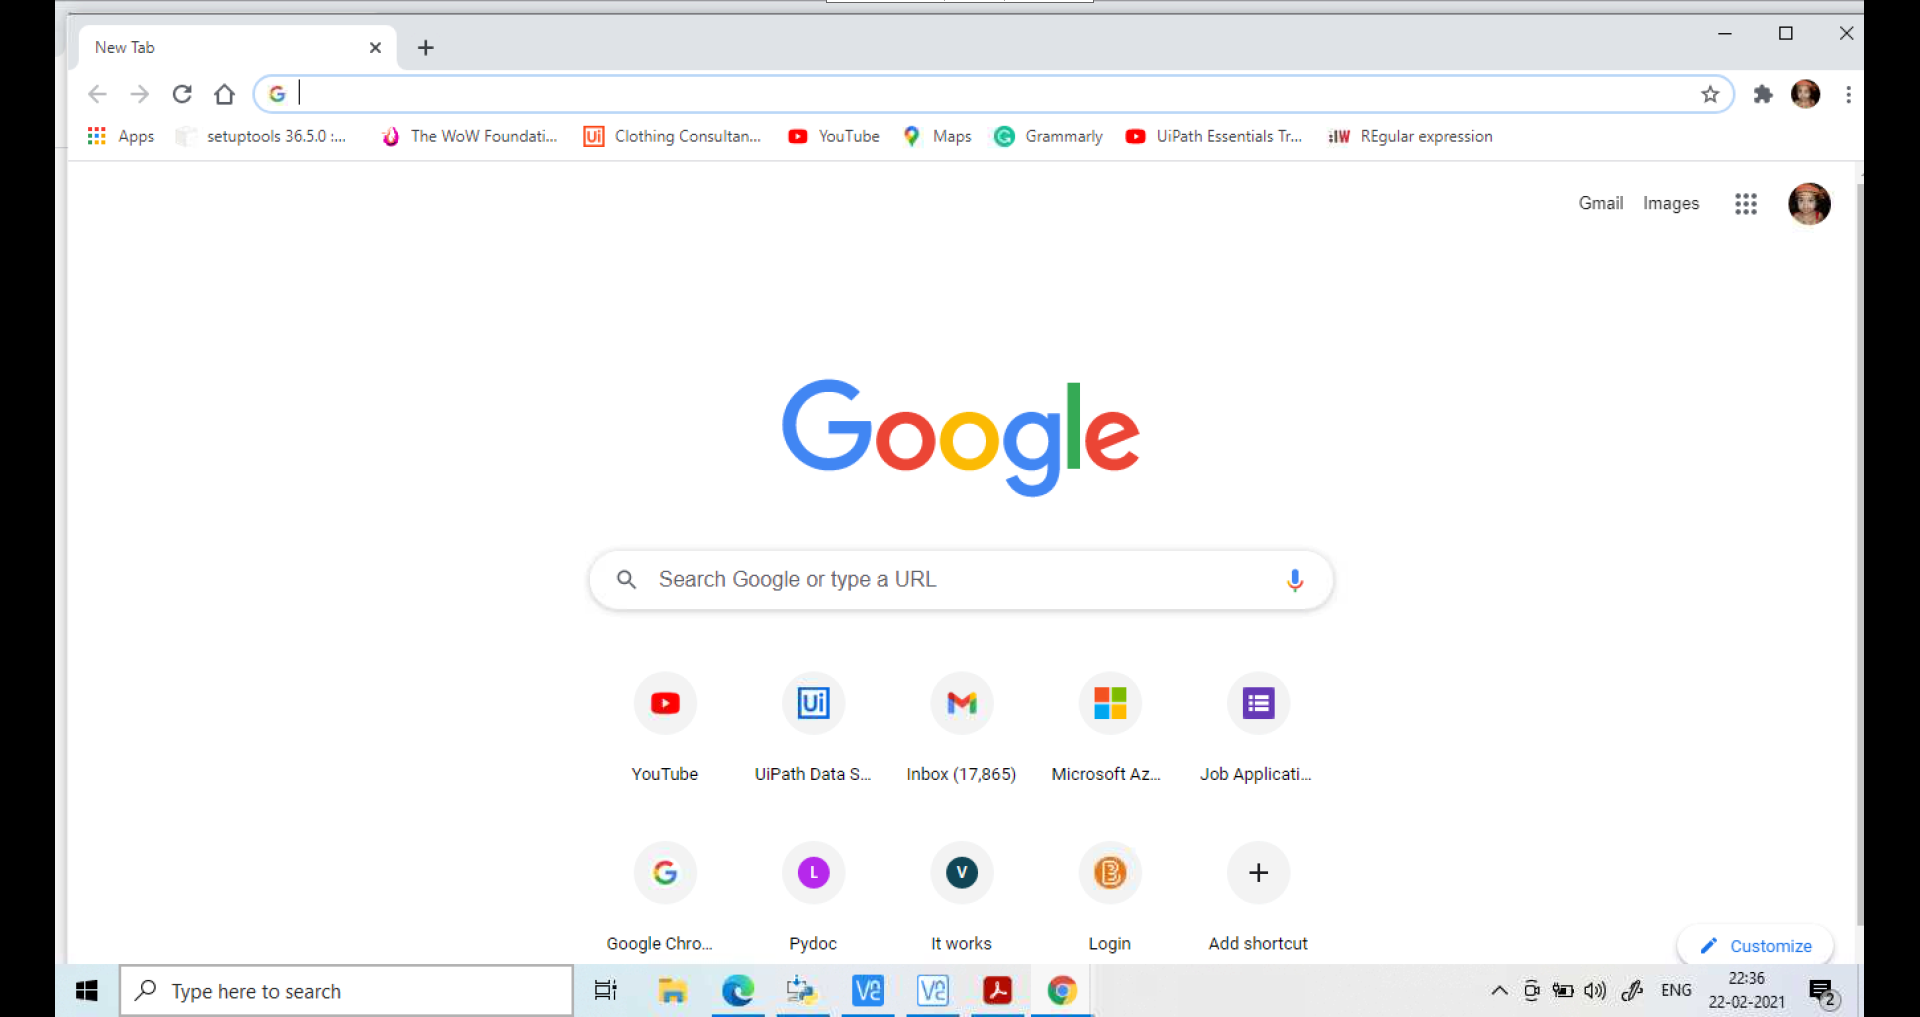 New Tab
Apps setuptools 36.5.0 :... The WoW Foundati... Clothing Consultan... YouTube Maps Grammarly UiPath Essentials Tr... REgular expression
Gmail Images
Google
Search Google or type a URL
YouTube UiPath Data S... Inbox (17,865) Microsoft Az... Job Applicati...
Google Chro... Pydoc It works Login Add shortcut
Customize
Type here to search
ENG
22:36
22-02-2021
2